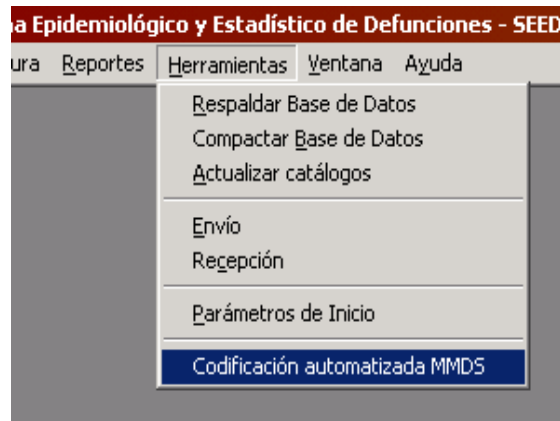 a Epidemiológico y Estadístico de Defunciones - SEED
ura Reportes Herramientas Ventana Ayuda
Respaldar Base de Datos
Compactar Base de Datos
Actualizar catálogos
Envío
Recepción
Parámetros de Inicio
Codificación automatizada MMDS